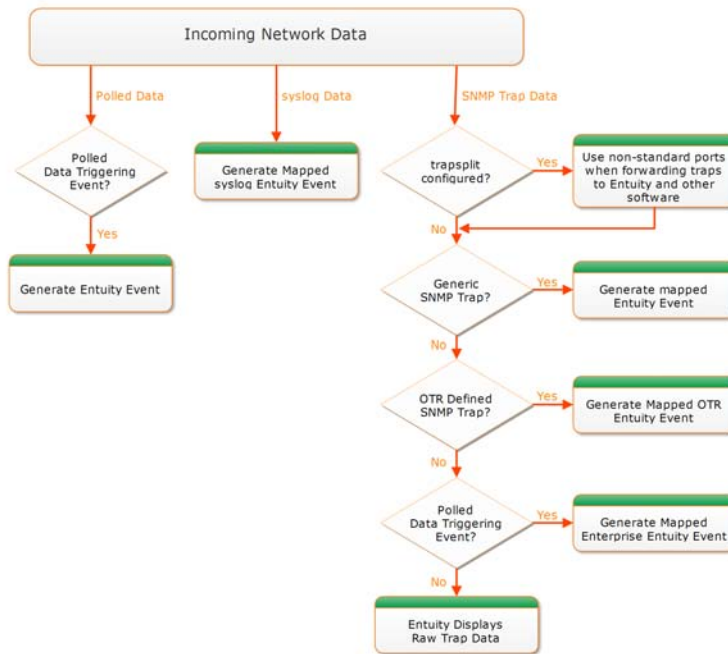 Incoming Network Data
Polled Data
syslog Data
SNMP Trap Data
Polled
Data Triggering
Event?
Yes
Generate Entuity Event
Generate Mapped
syslog Entuity Event
trapsplit
configured?
Yes
Use non-standard ports
when forwarding traps
to Entuity and other
software
No
Generic
SNMP Trap?
Yes
Generate mapped
Entuity Event
No
OTR Defined
SNMP Trap?
Yes
Generate Mapped OTR
Entuity Event
No
Polled
Data Triggering
Event?
Yes
Generate Mapped
Enterprise Entuity Event
No
Entuity Displays
Raw Trap Data